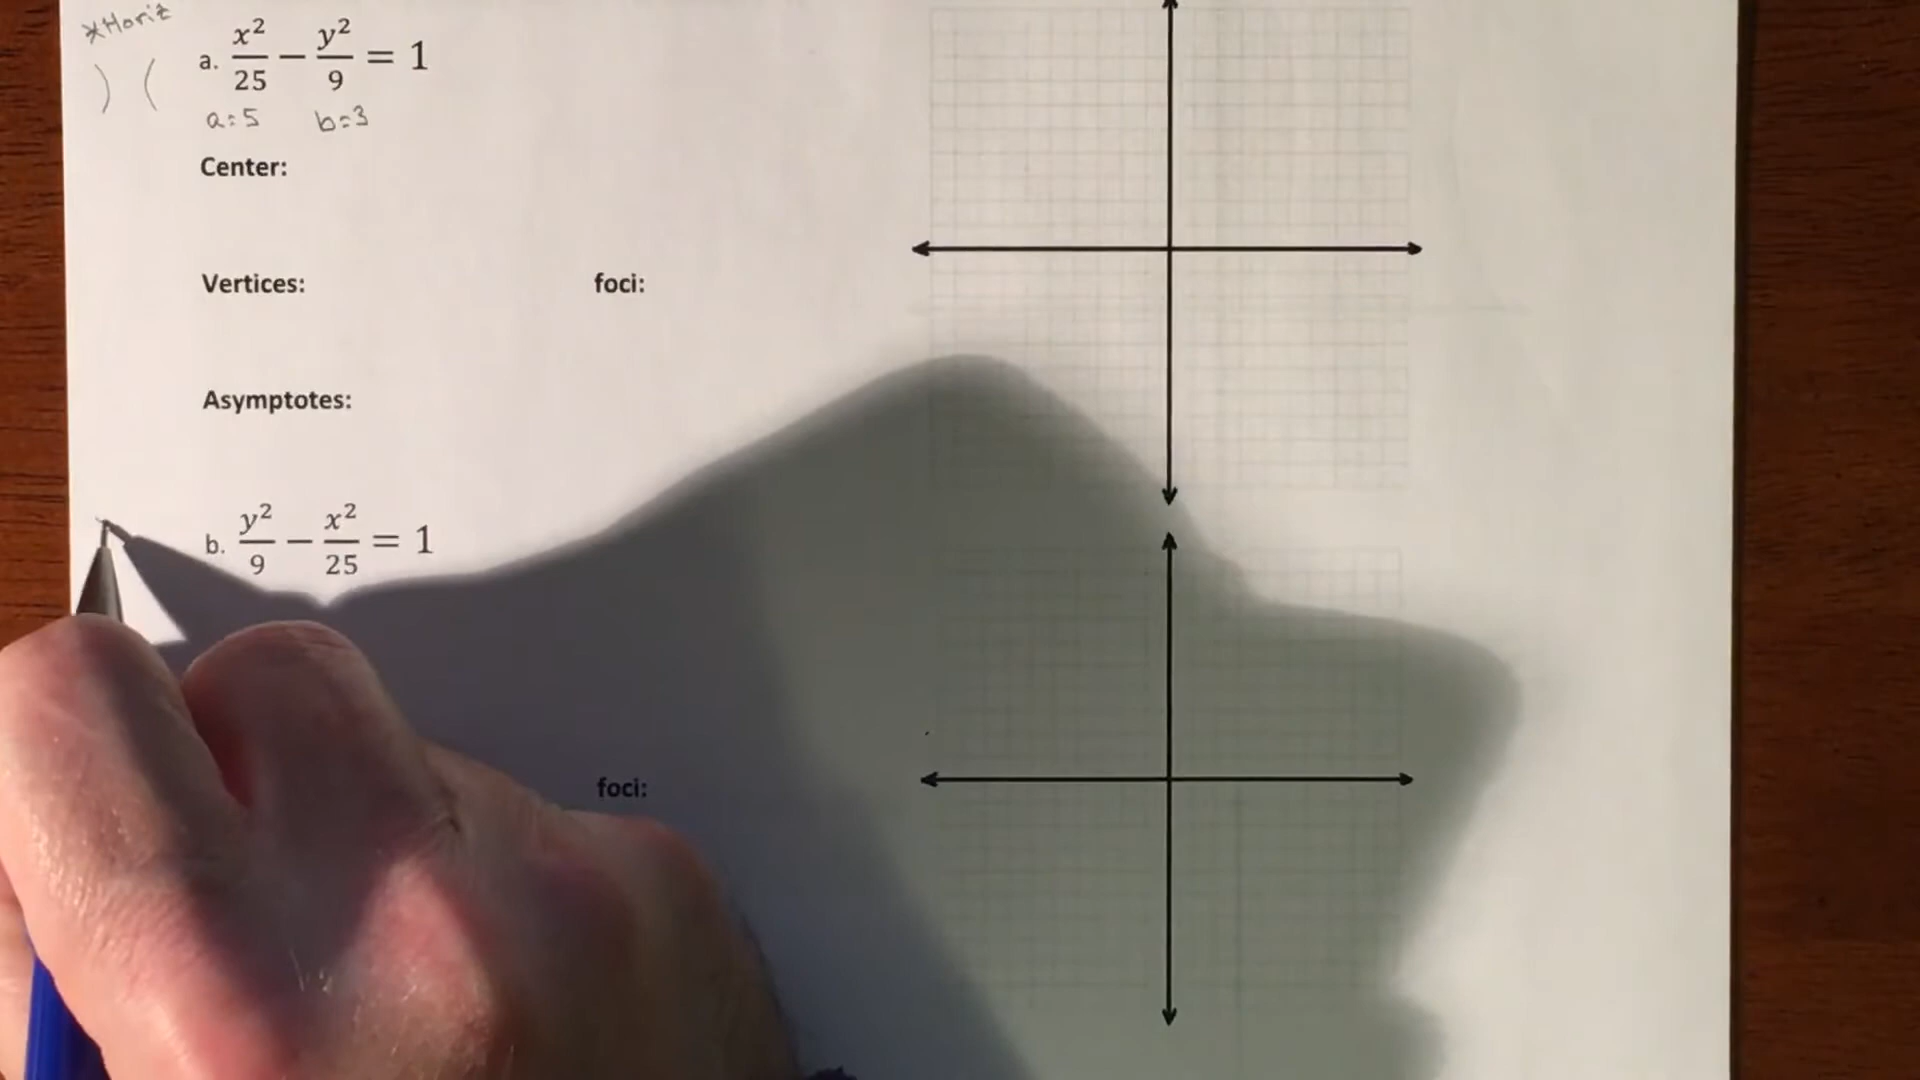 *Horiz
) (
a. x²/25 − y²/9 = 1
a=5 b=3
Center:
Vertices: foci:
Asymptotes:
b. y²/9 − x²/25 = 1
foci: